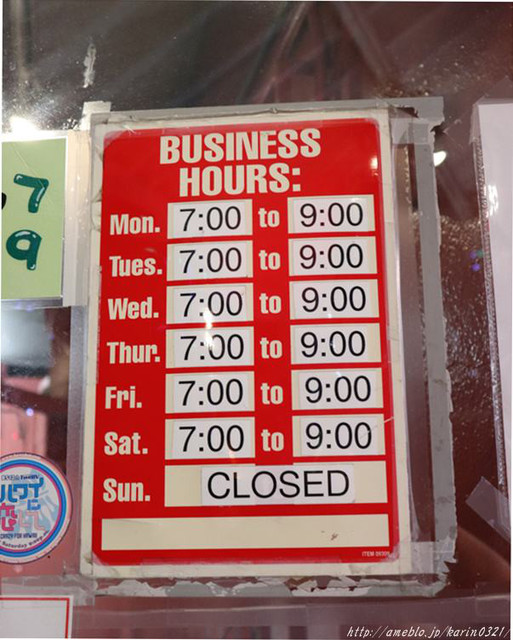 BUSINESS
HOURS:
Mon. 7:00 to 9:00
Tues. 7:00 to 9:00
Wed. 7:00 to 9:00
Thur. 7:00 to 9:00
Fri. 7:00 to 9:00
Sat. 7:00 to 9:00
Sun. CLOSED
7
9
http://ameblo.jp/karin0321/